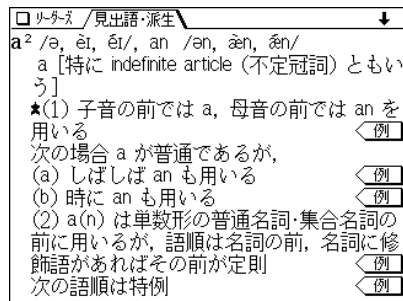 リーダーズ 見出語・派生
a² /ə, èɪ, éɪ/, an /ən, æ̀n, ǽn/
a [特に indefinite article (不定冠詞) ともい
う]
★(1) 子音の前では a, 母音の前では an を
用いる 例
次の場合 a が普通であるが,
(a) しばしば an も用いる 例
(b) 時に an も用いる 例
(2) a(n) は単数形の普通名詞·集合名詞の
前に用いるが, 語順は名詞の前, 名詞に修
飾語があればその前が定則 例
次の語順は特例 例